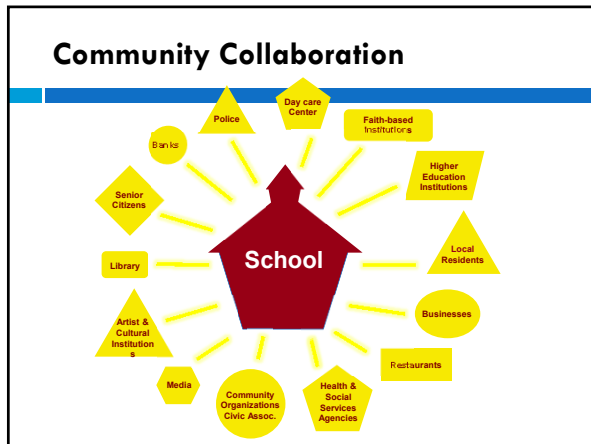 Community Collaboration
Day care
Center
Police
Faith-based
Institutions
Banks
Higher
Education
Institutions
Senior
Citizens
Local
Residents
School
Library
Businesses
Artist &
Cultural
Institution
s
Restaurants
Media
Community
Organizations
Civic Assoc.
Health &
Social
Services
Agencies